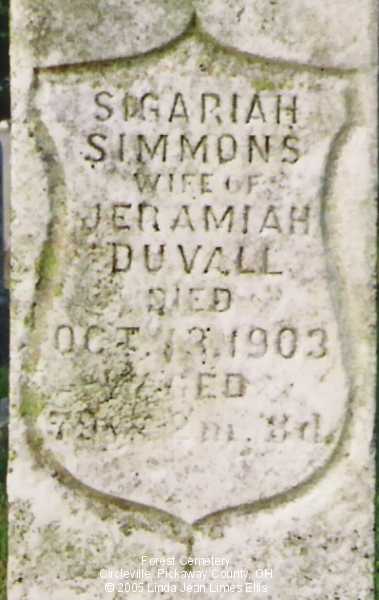 SIGARIAH
SIMMONS
WIFE OF
JERAMIAH
DUVALL
DIED
OCT. 13, 1903
AGED
m. 3d.
Forest Cemetery
Circleville, Pickaway County, OH
© 2005 Linda Jean Limes Ellis